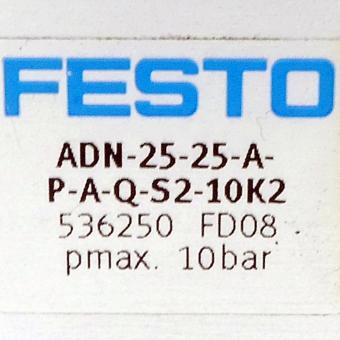 FESTO
ADN-25-25-A-
P-A-Q-S2-10K2
536250 FD08
pmax. 10bar